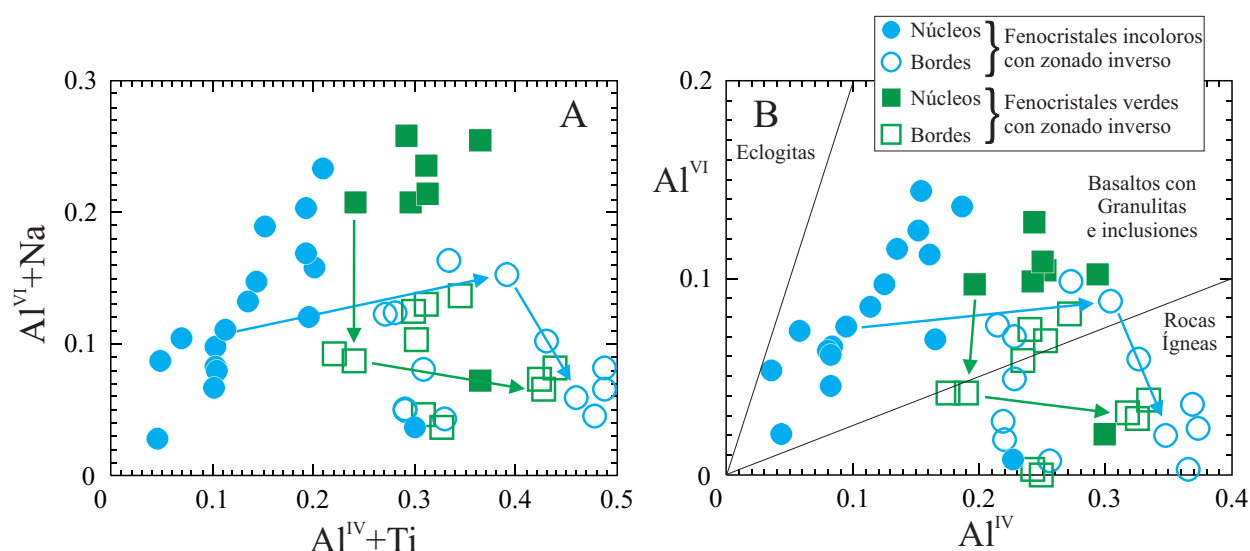 Núcleos
Bordes
Fenocristales incoloros
con zonado inverso
Núcleos
Bordes
Fenocristales verdes
con zonado inverso
A
Al^VI+Na
0.3
0.2
0.1
0
0
0.1
0.2
0.3
0.4
0.5
Al^IV+Ti
B
Al^VI
0.2
0.1
0
0
0.1
0.2
0.3
0.4
Al^IV
Eclogitas
Basaltos con
Granulitas
e inclusiones
Rocas
Ígneas